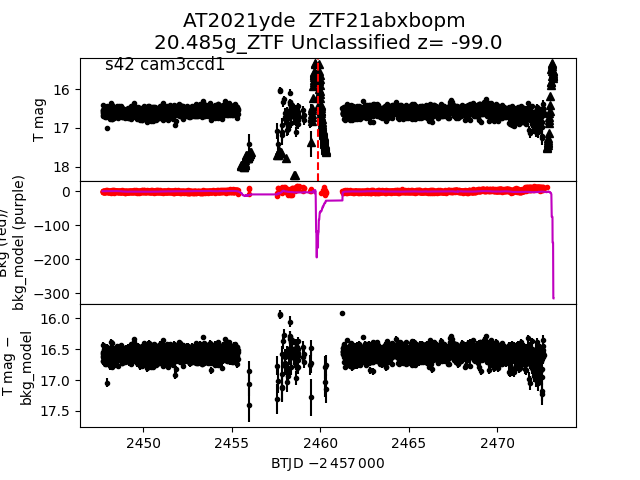 AT2021yde ZTF21abxbopm
20.485g_ZTF Unclassified z= -99.0
s42 cam3ccd1
T mag
16
17
18
Bkg (red)/
bkg_model (purple)
0
−100
−200
−300
T mag −
bkg_model
16.0
16.5
17.0
17.5
2450
2455
2460
2465
2470
BTJD −2 457 000